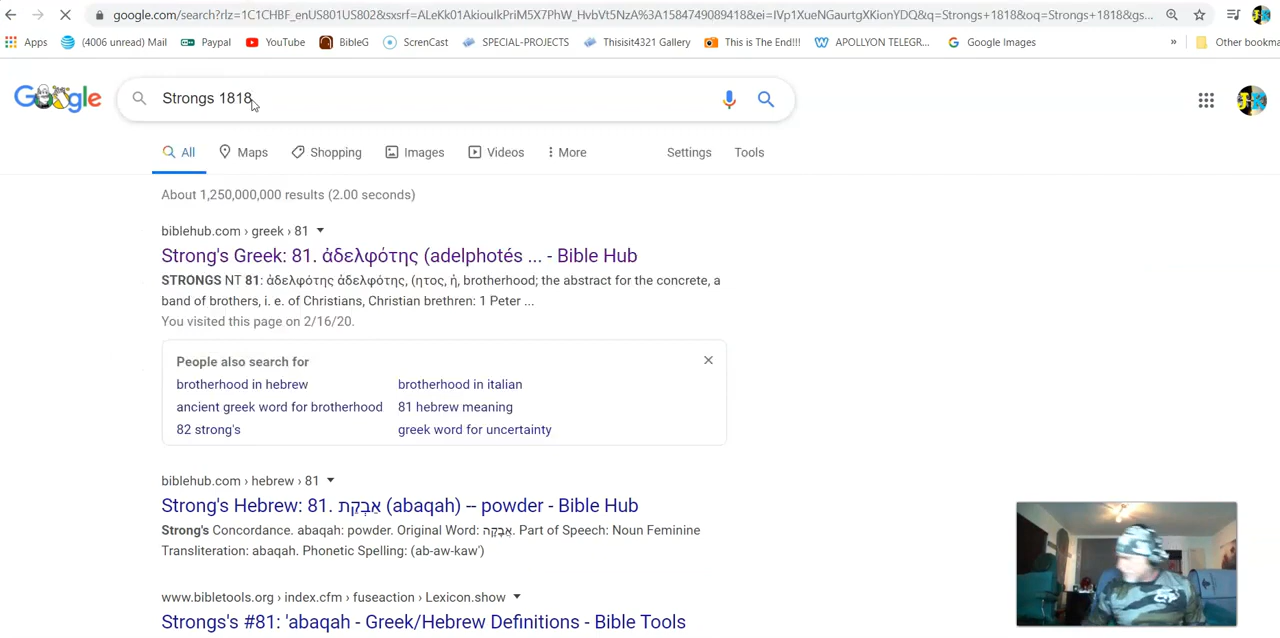 google.com/search?rlz=1C1CHBF_enUS801US802&sxsrf=ALeKk01AkiouIkPriM5X7PhW_HvbVt5NzA%3A1584749089418&ei=IVp1XueNGaurtgXKionYDQ&q=Strongs+1818&oq=Strongs+1818&gs...
Apps (4006 unread) Mail Paypal YouTube BibleG ScrenCast SPECIAL-PROJECTS Thisisit4321 Gallery This is The End!!! APOLLYON TELEGR... Google Images » Other bookma
Google Strongs 1818
All Maps Shopping Images Videos More Settings Tools
About 1,250,000,000 results (2.00 seconds)
biblehub.com › greek › 81
Strong's Greek: 81. ἀδελφότης (adelphotés ... - Bible Hub
STRONGS NT 81: ἀδελφότης ἀδελφότης, (ητος, ἡ, brotherhood; the abstract for the concrete, a
band of brothers, i. e. of Christians, Christian brethren: 1 Peter ...
You visited this page on 2/16/20.
People also search for
brotherhood in hebrew brotherhood in italian
ancient greek word for brotherhood 81 hebrew meaning
82 strong's greek word for uncertainty
biblehub.com › hebrew › 81
Strong's Hebrew: 81. אֲבְקַת (abaqah) -- powder - Bible Hub
Strong's Concordance. abaqah: powder. Original Word: אֲבָקָה. Part of Speech: Noun Feminine
Transliteration: abaqah. Phonetic Spelling: (ab-aw-kaw')
www.bibletools.org › index.cfm › fuseaction › Lexicon.show
Strongs's #81: 'abaqah - Greek/Hebrew Definitions - Bible Tools